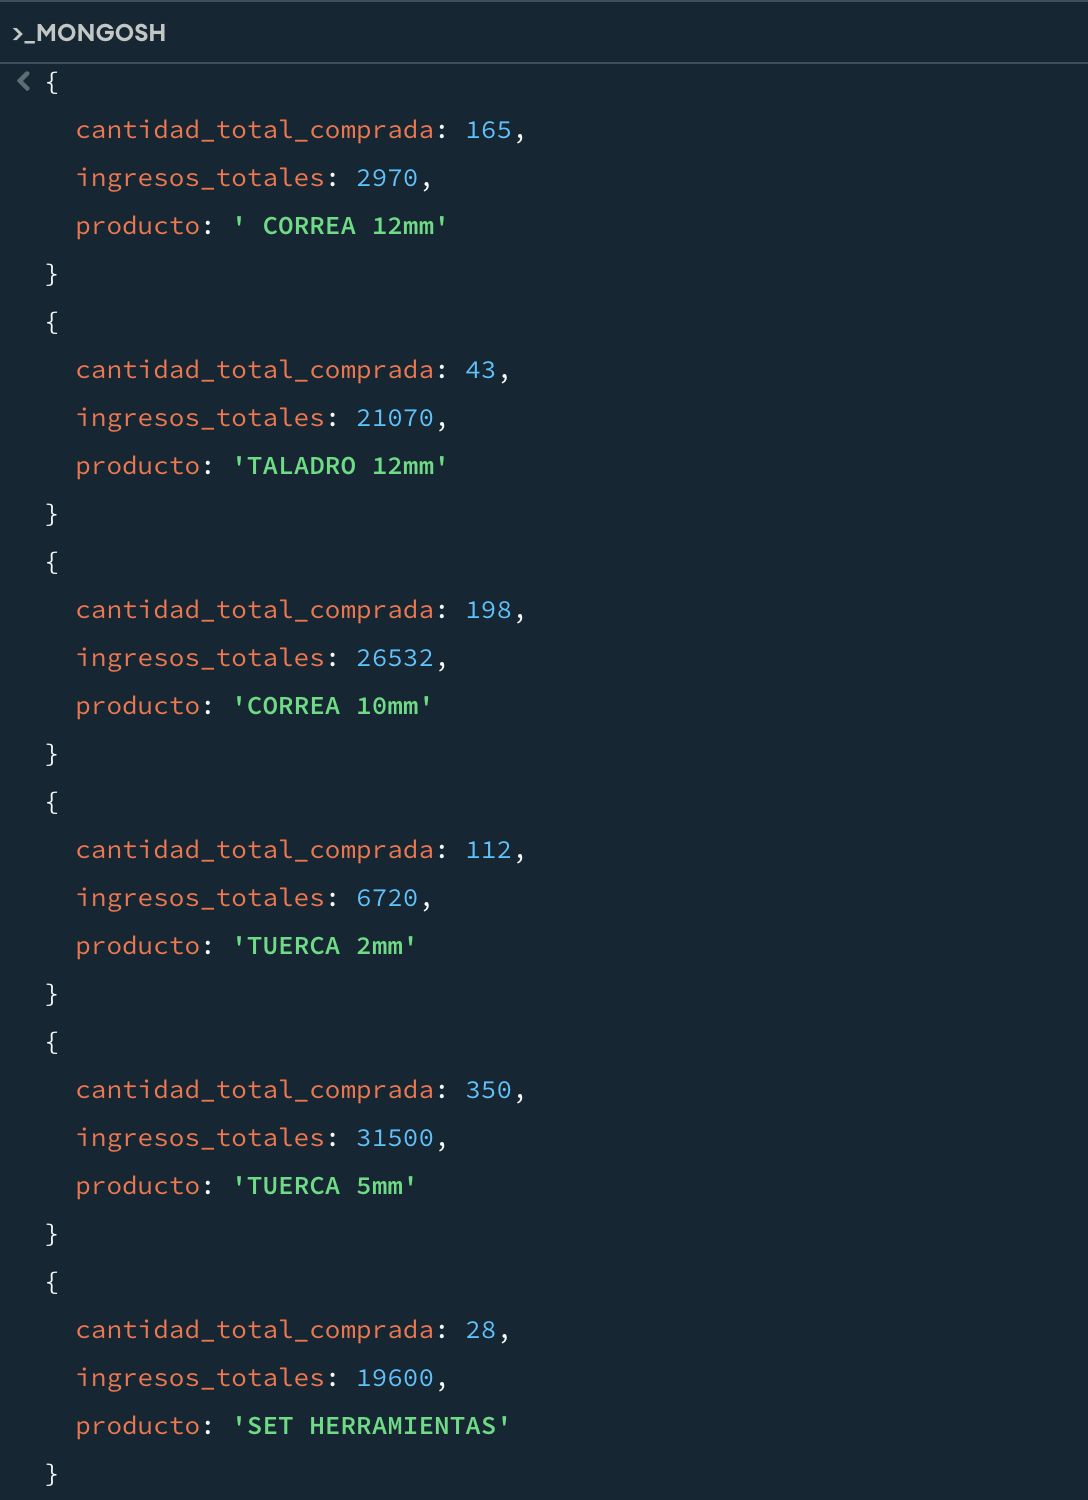 >_MONGOSH
{
cantidad_total_comprada: 165,
ingresos_totales: 2970,
producto: ' CORREA 12mm'
}
{
cantidad_total_comprada: 43,
ingresos_totales: 21070,
producto: 'TALADRO 12mm'
}
{
cantidad_total_comprada: 198,
ingresos_totales: 26532,
producto: 'CORREA 10mm'
}
{
cantidad_total_comprada: 112,
ingresos_totales: 6720,
producto: 'TUERCA 2mm'
}
{
cantidad_total_comprada: 350,
ingresos_totales: 31500,
producto: 'TUERCA 5mm'
}
{
cantidad_total_comprada: 28,
ingresos_totales: 19600,
producto: 'SET HERRAMIENTAS'
}